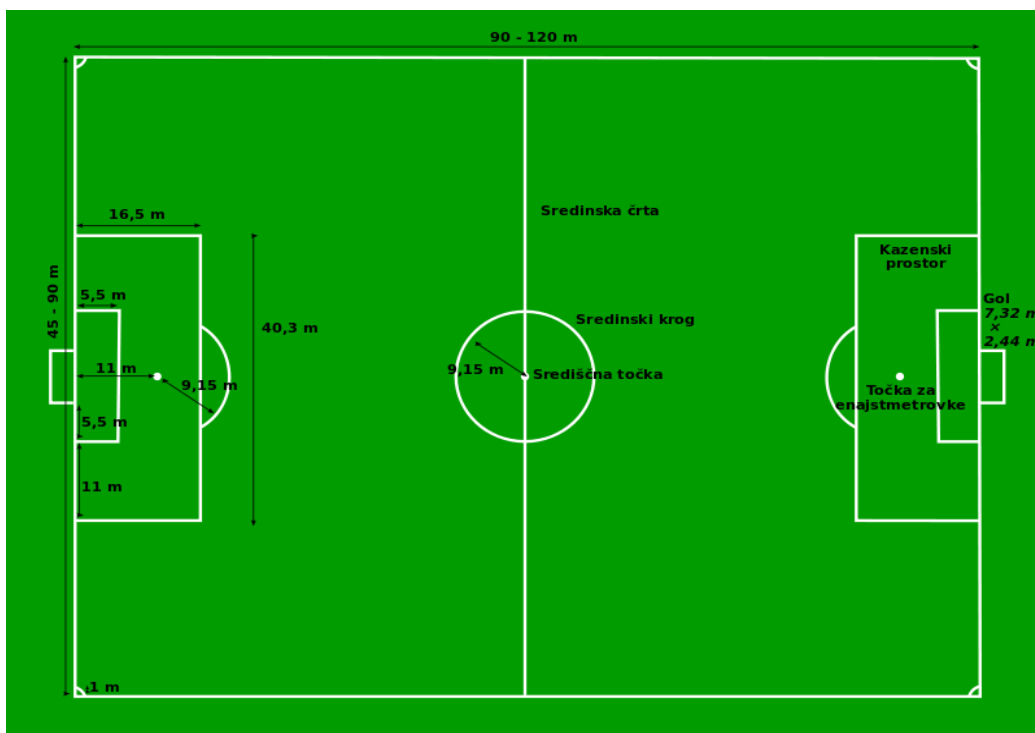 90 - 120 m
Sredinska črta
16,5 m
Kazenski
prostor
45 - 90 m
5,5 m
Gol
7,32 m
×
2,44 m
Sredinski krog
40,3 m
11 m
9,15 m
9,15 m
Središčna točka
Točka za
enajstmetrovke
5,5 m
11 m
1 m